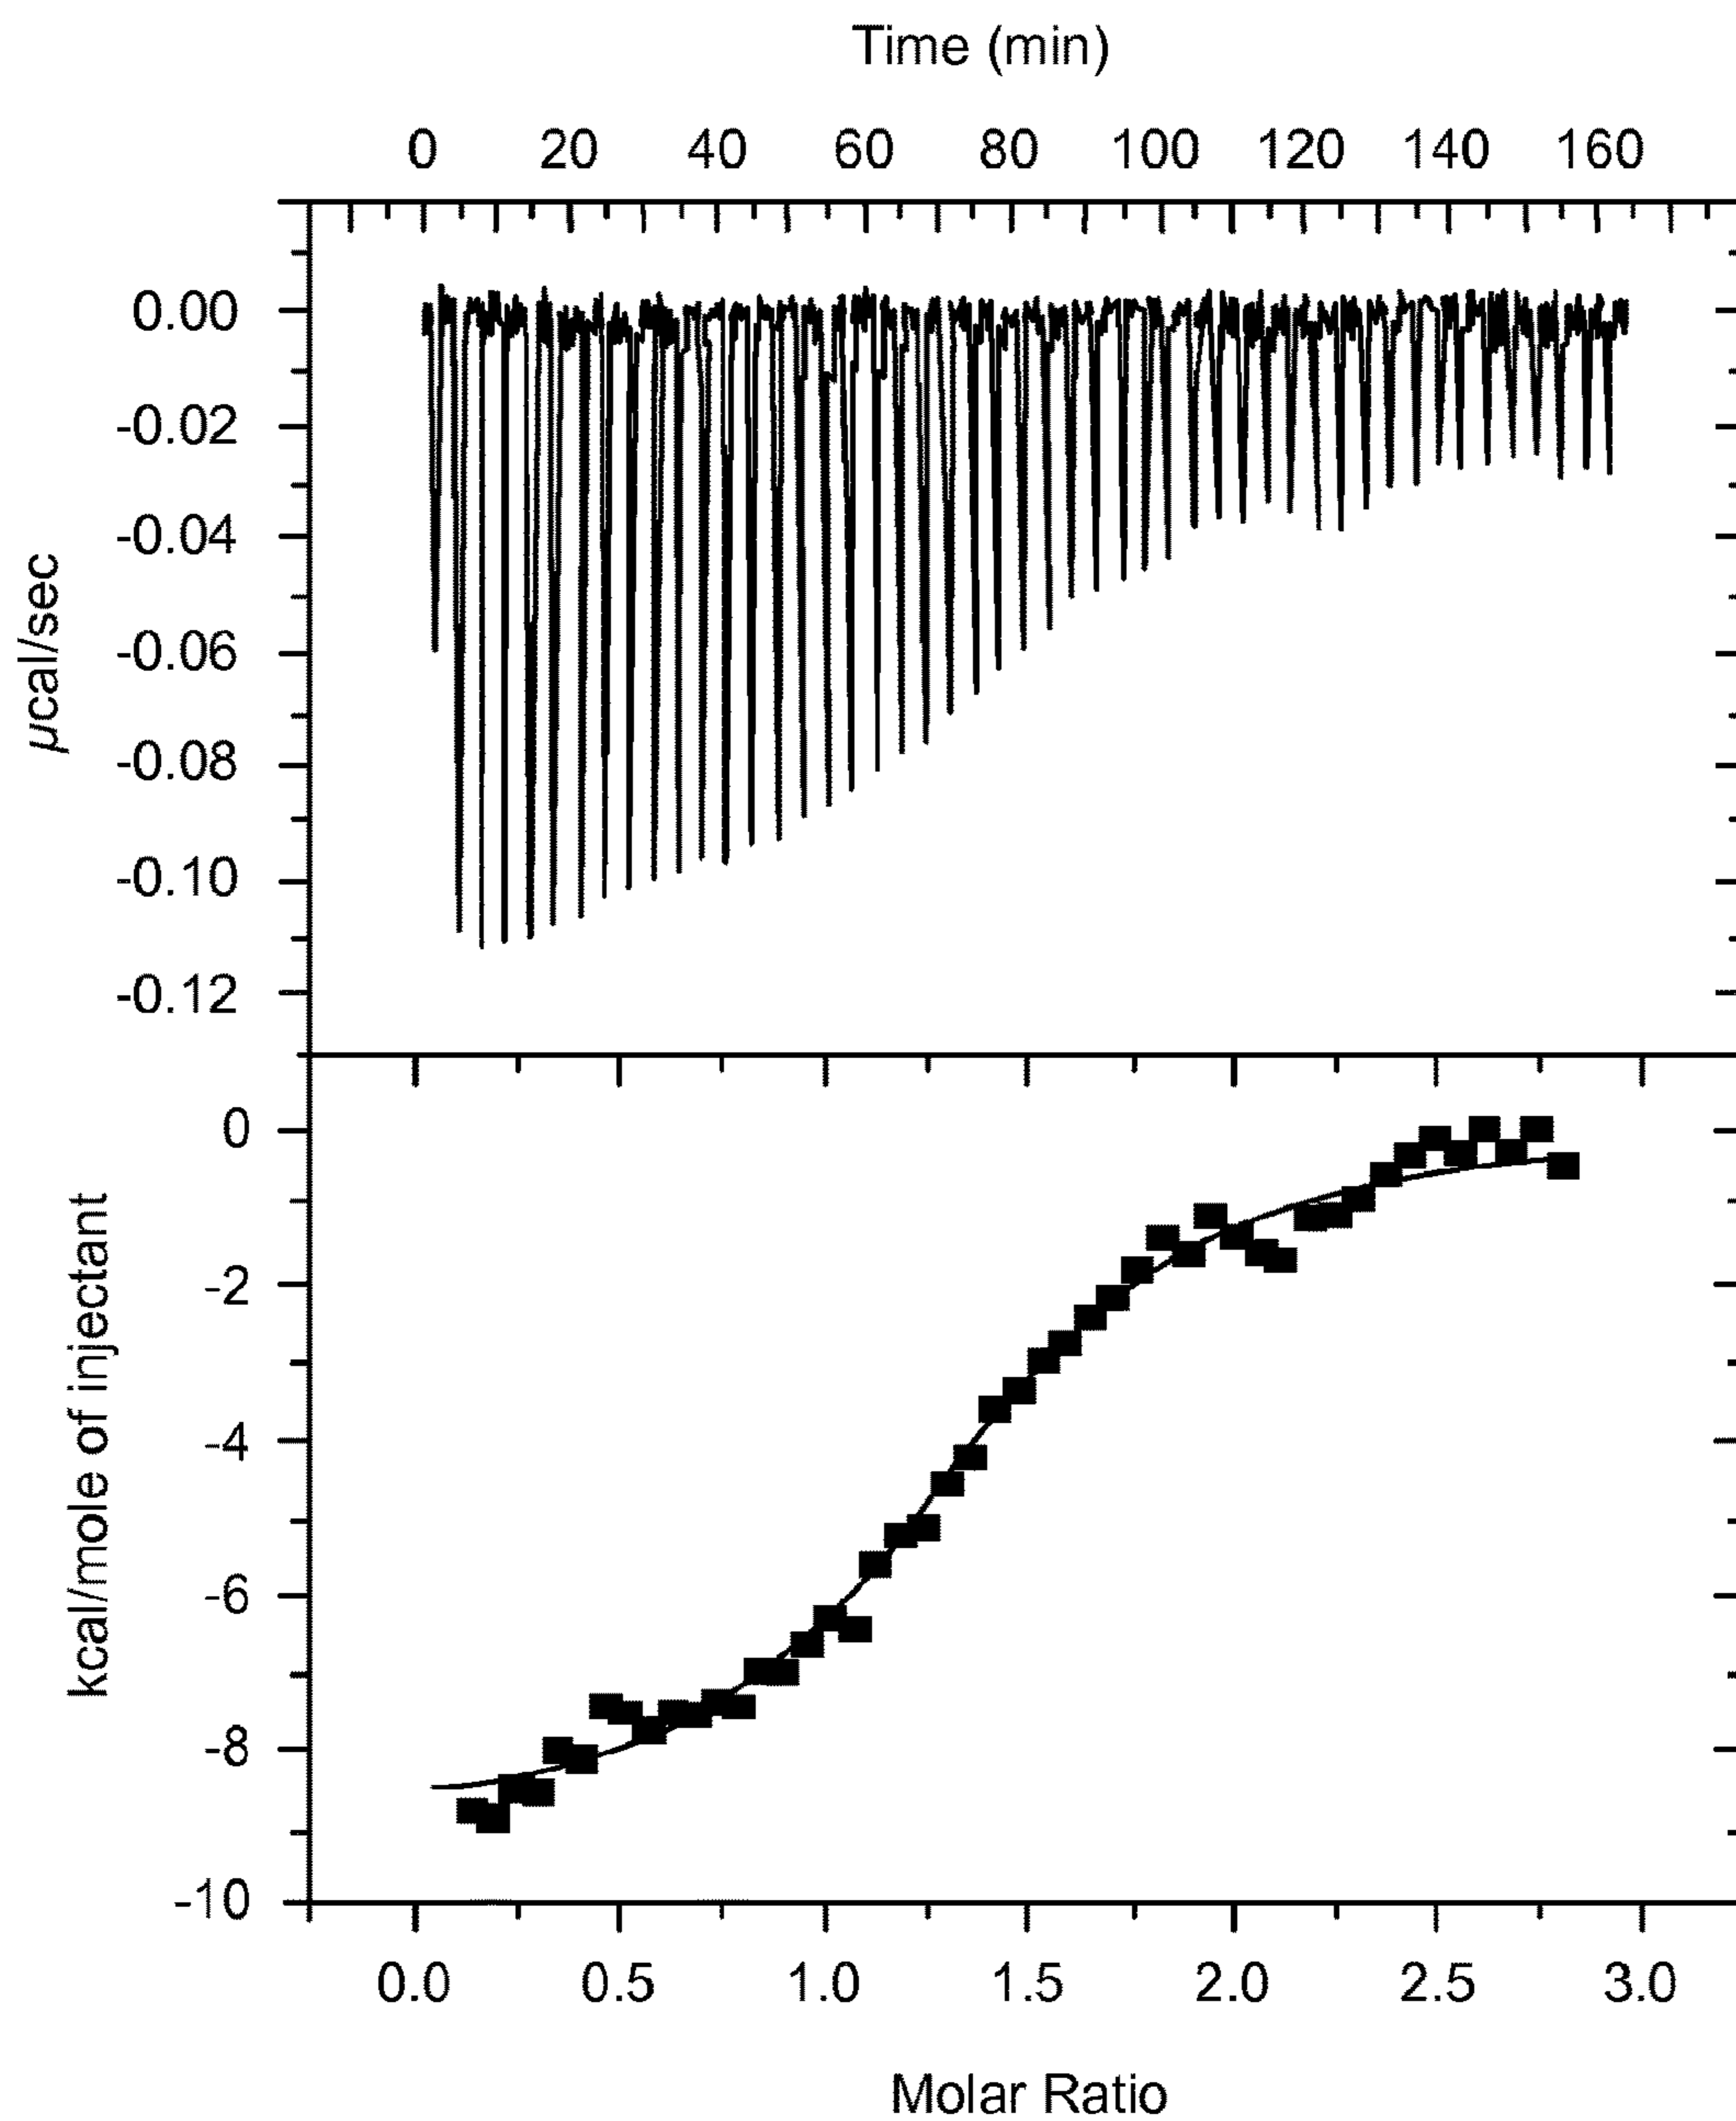 Time (min)
0 20 40 60 80 100 120 140 160
0.00
-0.02
-0.04
-0.06
-0.08
-0.10
-0.12
µcal/sec
0
-2
-4
-6
-8
-10
kcal/mole of injectant
0.0 0.5 1.0 1.5 2.0 2.5 3.0
Molar Ratio